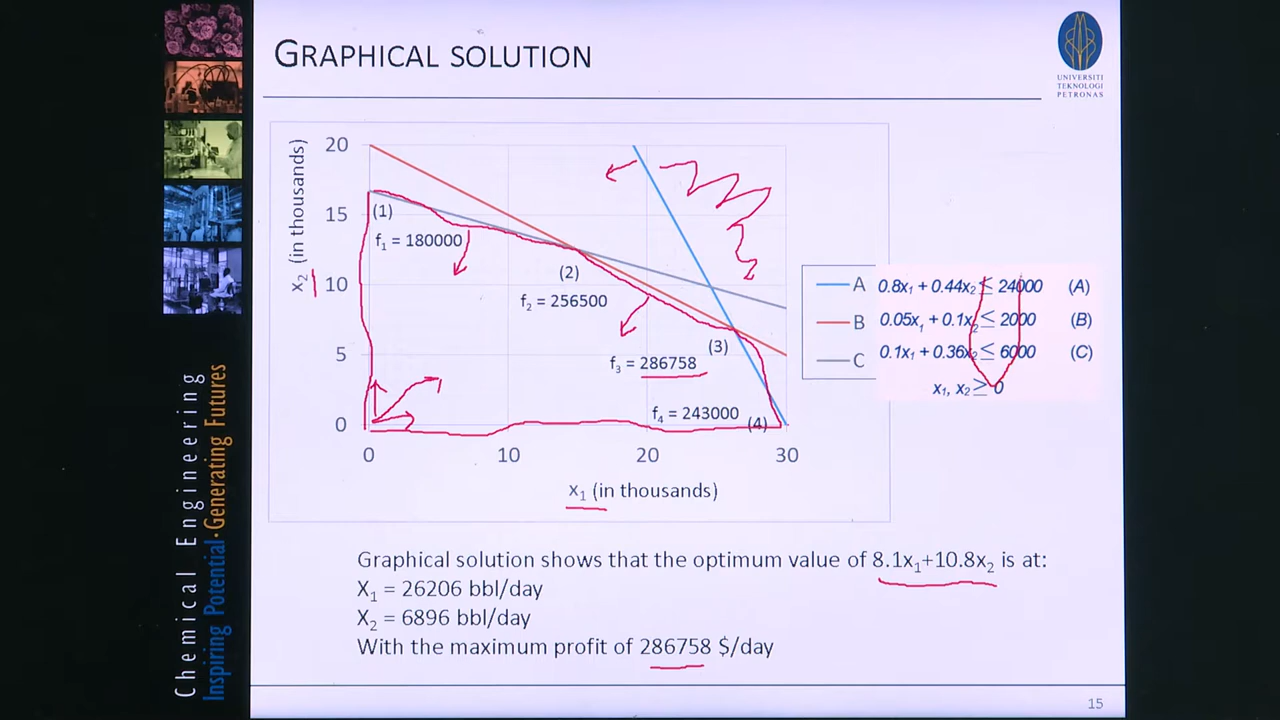 GRAPHICAL SOLUTION
UNIVERSITI
TEKNOLOGI
PETRONAS
Chemical Engineering
Inspiring Potential·Generating Futures
x2 (in thousands)
20
15
10
5
0
0 10 20 30
x1 (in thousands)
(1)
f1 = 180000
(2)
f2 = 256500
(3)
f3 = 286758
f4 = 243000
(4)
A 0.8x1 + 0.44x2 ≤ 24000 (A)
B 0.05x1 + 0.1x2 ≤ 2000 (B)
C 0.1x1 + 0.36x2 ≤ 6000 (C)
x1, x2 ≥ 0
Graphical solution shows that the optimum value of 8.1x1+10.8x2 is at:
X1 = 26206 bbl/day
X2 = 6896 bbl/day
With the maximum profit of 286758 $/day
15